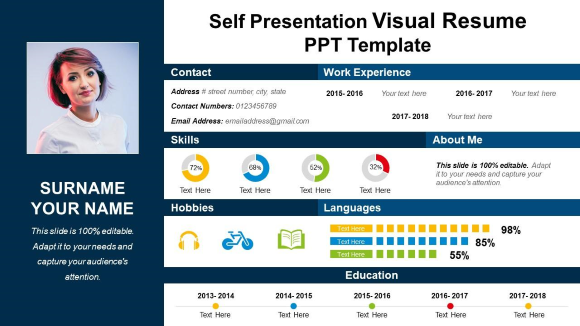 Self Presentation Visual Resume
PPT Template
SURNAME
YOUR NAME
This slide is 100% editable.
Adapt it to your needs and
capture your audience's
attention.
Contact
Address # street number, city, state
Contact Numbers: 0123456789
Email Address: emailaddress@gmail.com
Work Experience
2015- 2016 Your text here 2016- 2017 Your text here
2017- 2018 Your text here
Skills
72% 68% 52% 32%
Text Here Text Here Text Here Text Here
About Me
This slide is 100% editable. Adapt
it to your needs and capture your
audience's attention.
Hobbies
Languages
Text Here 98%
Text Here 85%
Text Here 55%
Education
2013- 2014 2014- 2015 2015- 2016 2016- 2017 2017- 2018
Text Here Text Here Text Here Text Here Text Here